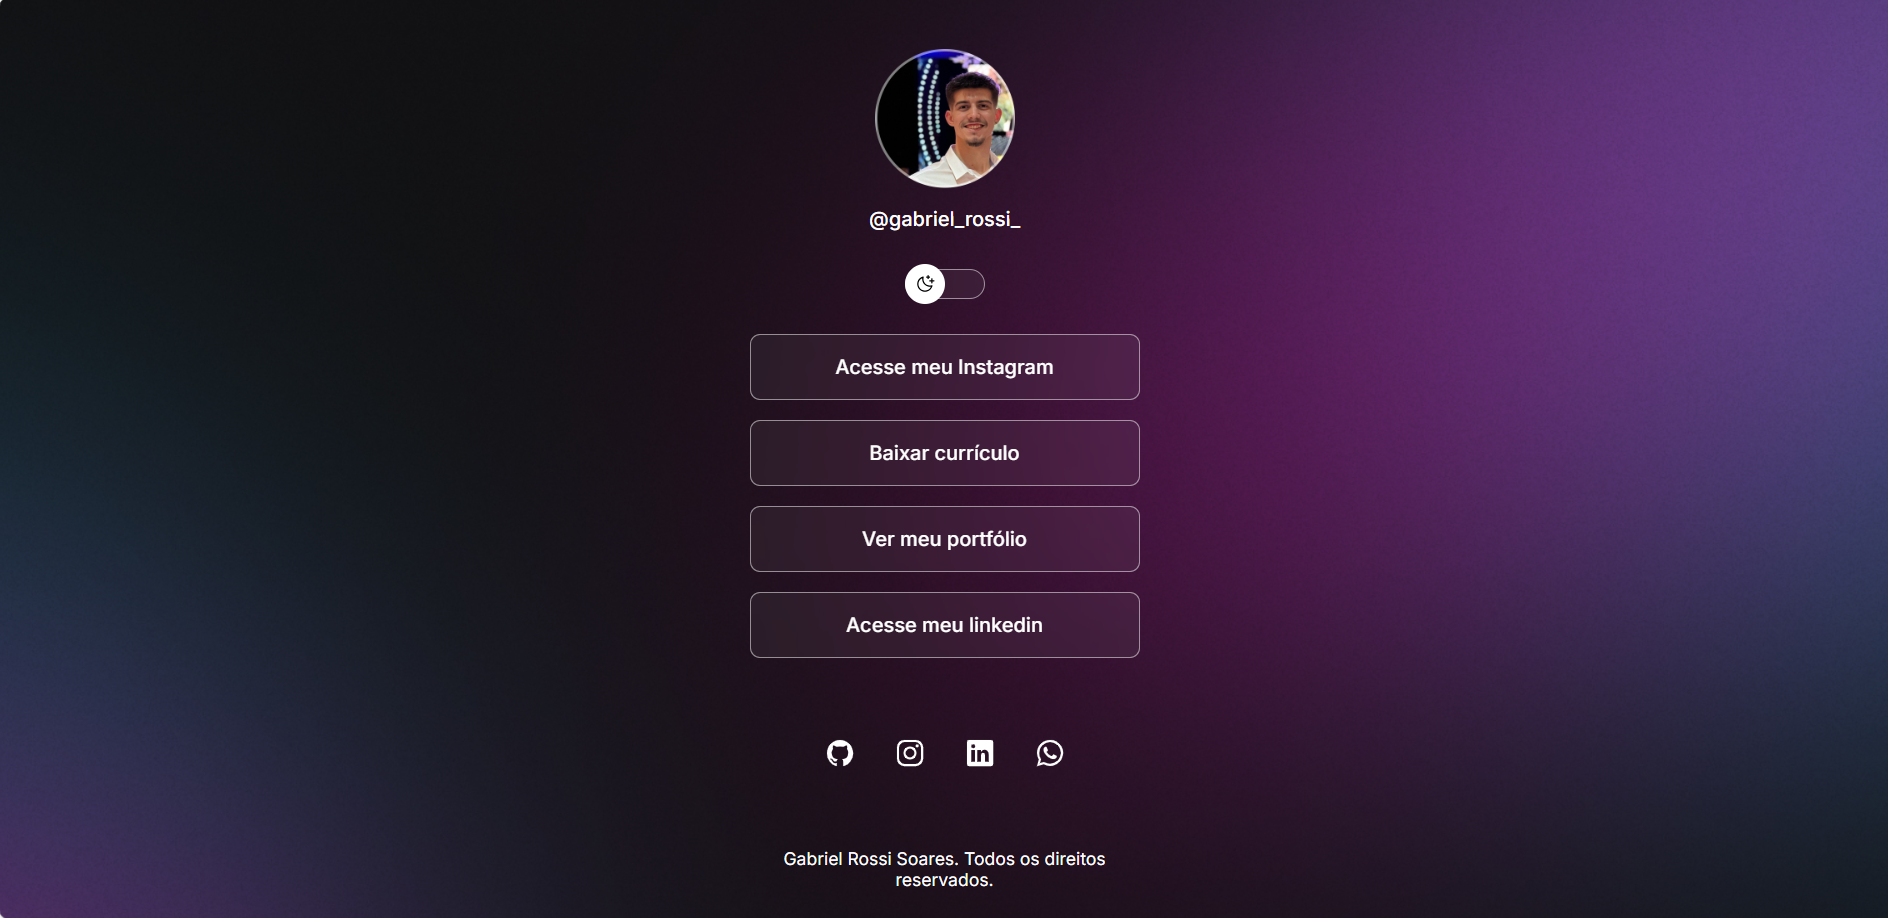 @gabriel_rossi_
Acesse meu Instagram
Baixar currículo
Ver meu portfólio
Acesse meu linkedin
in
Gabriel Rossi Soares. Todos os direitos
reservados.